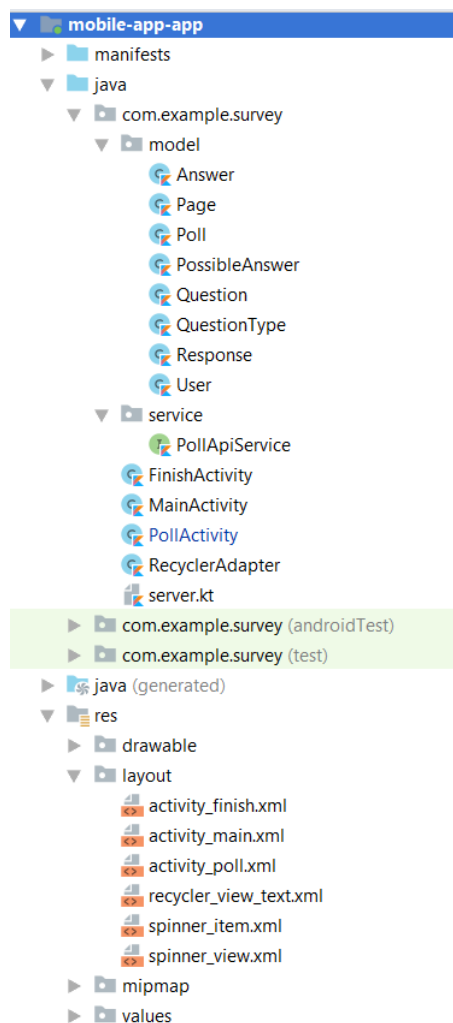 mobile-app-app
manifests
java
com.example.survey
model
Answer
Page
Poll
PossibleAnswer
Question
QuestionType
Response
User
service
PollApiService
FinishActivity
MainActivity
PollActivity
RecyclerAdapter
server.kt
com.example.survey (androidTest)
com.example.survey (test)
java (generated)
res
drawable
layout
activity_finish.xml
activity_main.xml
activity_poll.xml
recycler_view_text.xml
spinner_item.xml
spinner_view.xml
mipmap
values